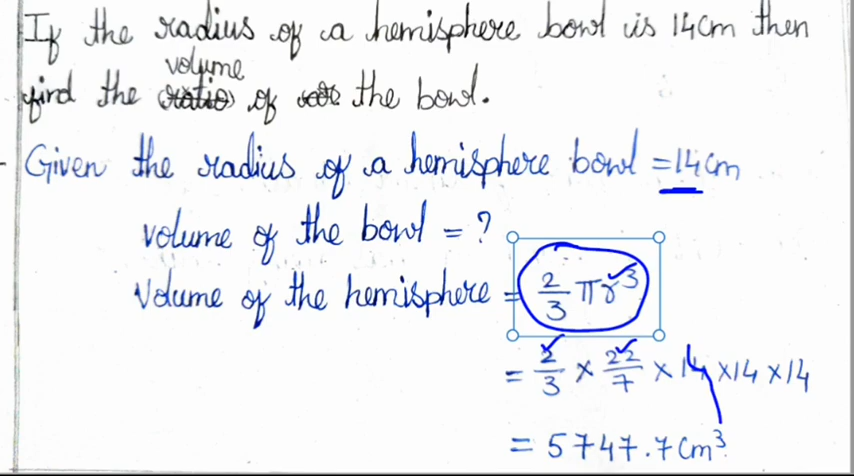 If the radius of a hemisphere bowl is 14cm then
volume
find the of the bowl.
Given the radius of a hemisphere bowl = 14cm
volume of the bowl = ?
Volume of the hemisphere = 2/3 πr³
= 2/3 × 22/7 × 14 × 14 × 14
= 5747.7 cm³